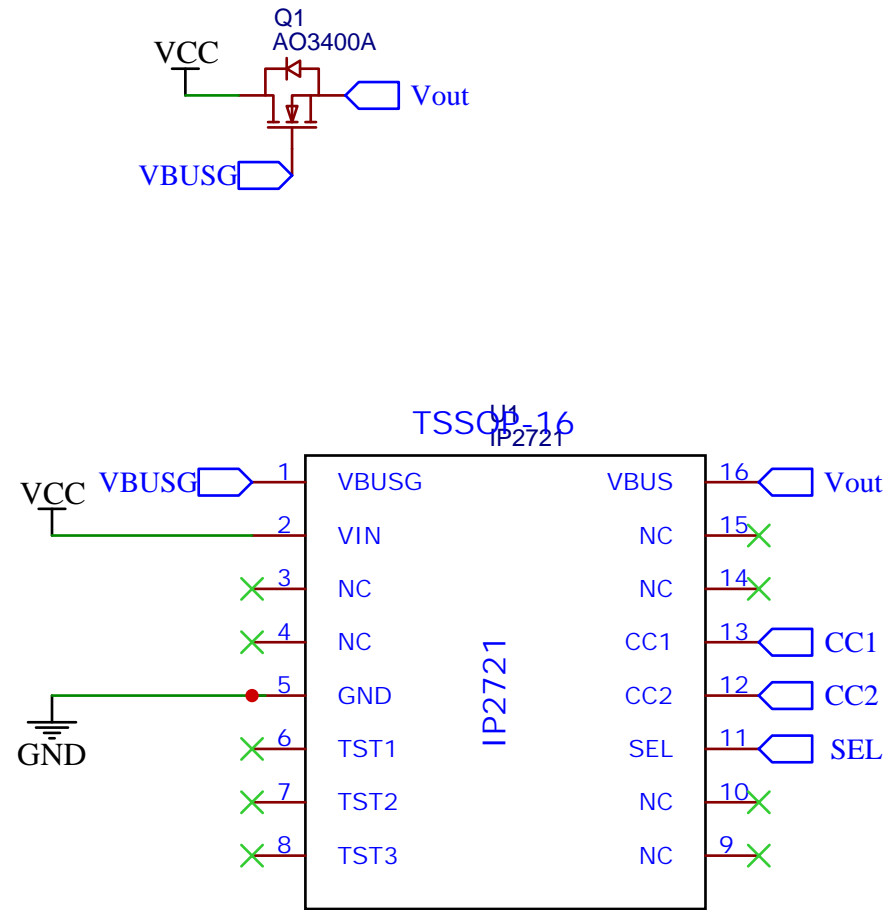 Q1
AO3400A
VCC
Vout
VBUSG
U1
TSSOP-16
IP2721
VBUSG 1 VBUSG VBUS 16 Vout
VCC 2 VIN NC 15
3 NC NC 14
4 NC CC1 13 CC1
5 GND CC2 12 CC2
GND 6 TST1 SEL 11 SEL
7 TST2 NC 10
8 TST3 NC 9
IP2721